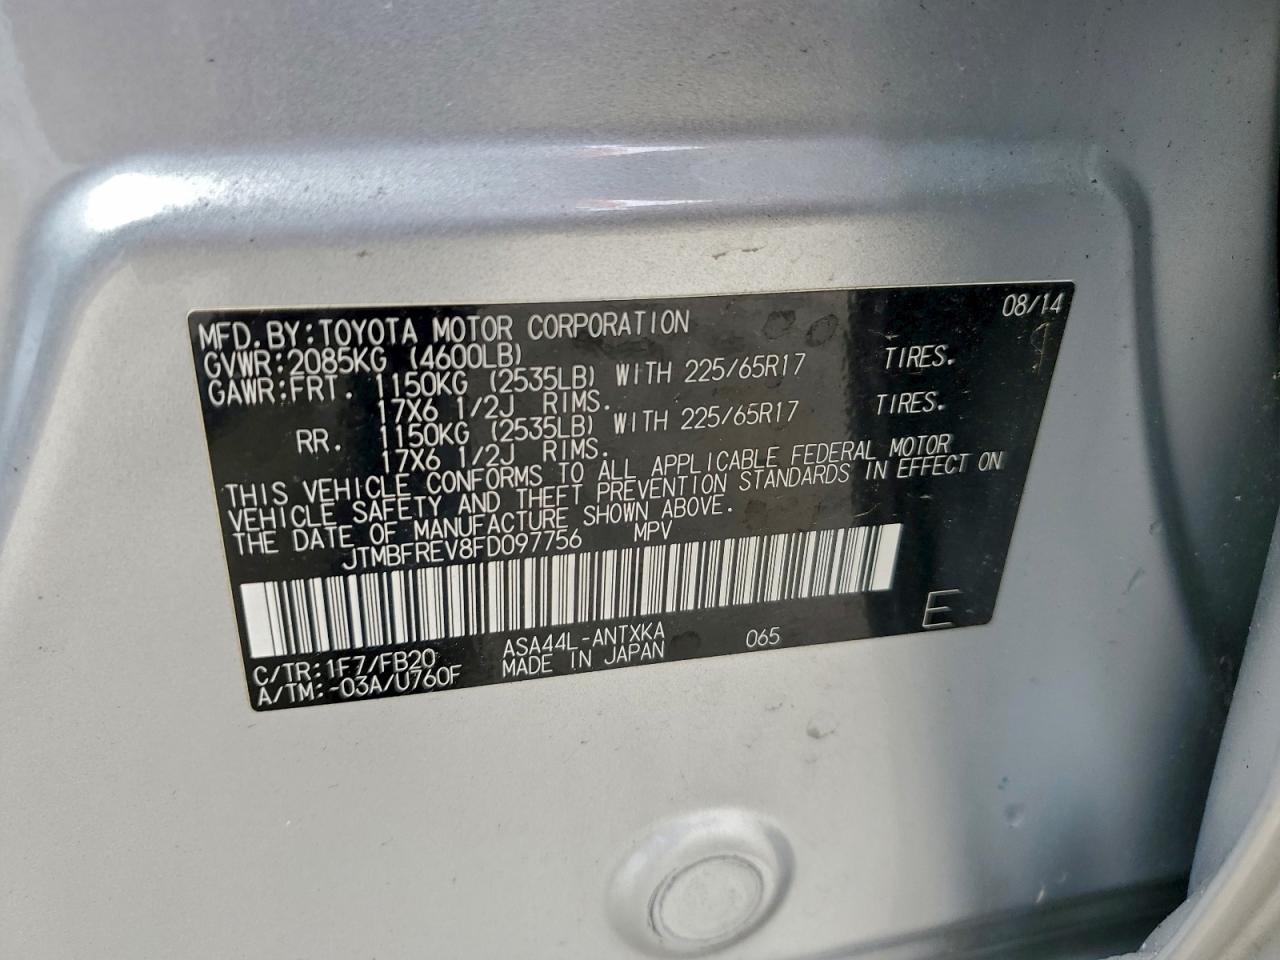 08/14
MFD.BY:TOYOTA MOTOR CORPORATION
GVWR:2085KG (4600LB)
GAWR:FRT. 1150KG (2535LB) WITH 225/65R17 TIRES.
17X6 1/2J RIMS.
RR. 1150KG (2535LB) WITH 225/65R17 TIRES.
17X6 1/2J RIMS.
THIS VEHICLE CONFORMS TO ALL APPLICABLE FEDERAL MOTOR
VEHICLE SAFETY AND THEFT PREVENTION STANDARDS IN EFFECT ON
THE DATE OF MANUFACTURE SHOWN ABOVE.
JTMBFREV8FD097756 MPV
C/TR:1F7/FB20 ASA44L-ANTXKA 065 E
A/TM:-03A/U760F MADE IN JAPAN